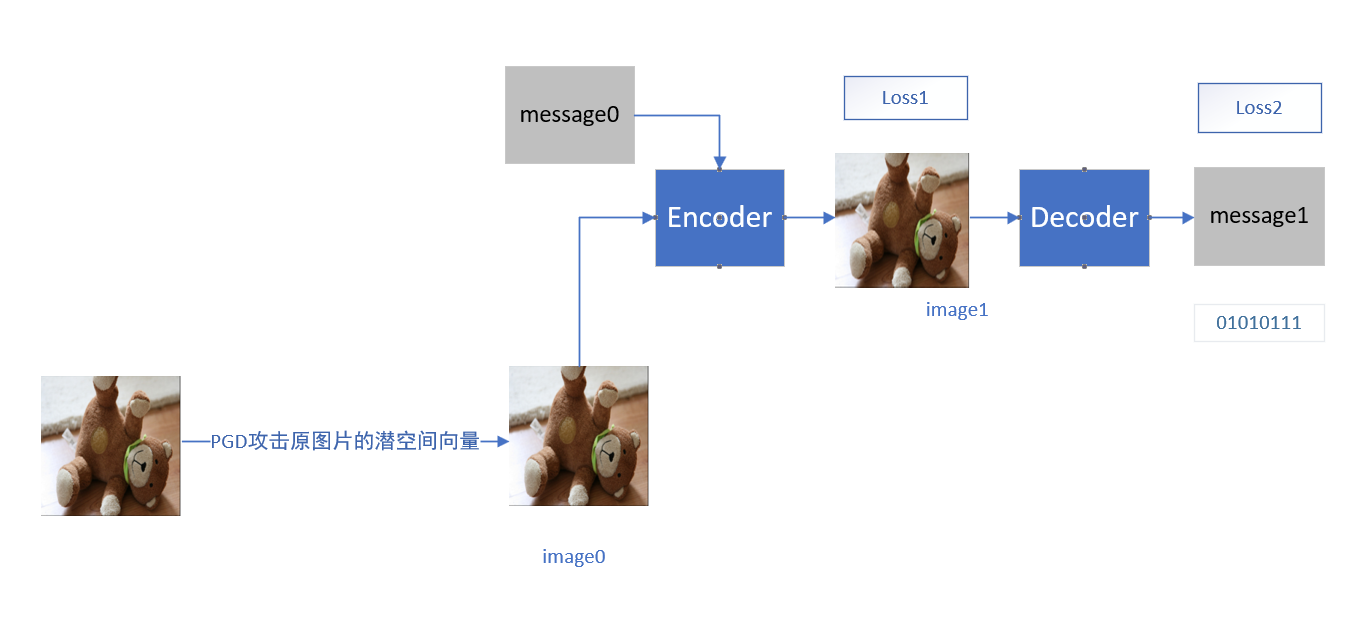 message0
Loss1
Loss2
Encoder
Decoder
message1
image1
01010111
PGD攻击原图片的潜空间向量
image0